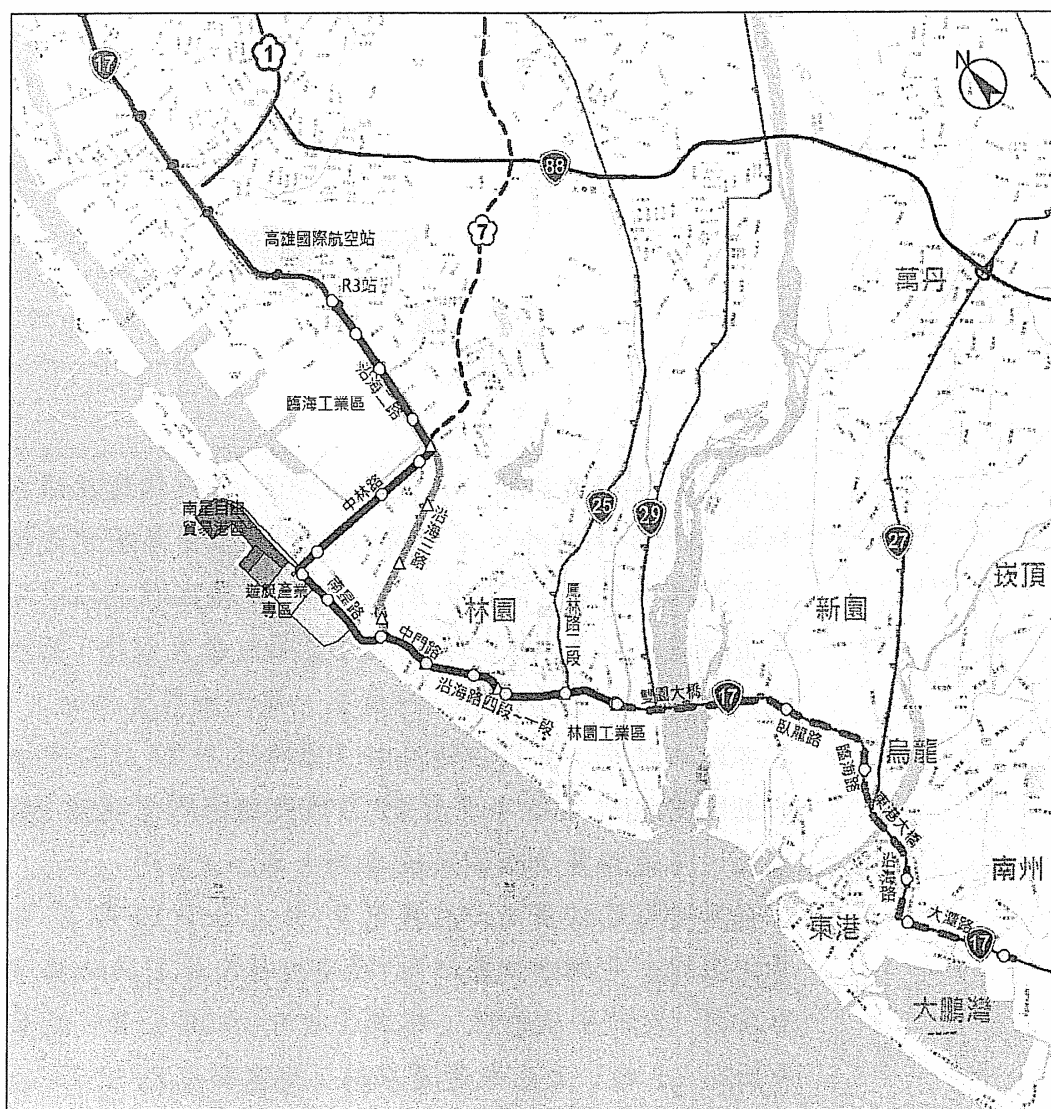 17
1
N
88
7
高雄國際航空站
萬丹
R3站
沿海一路
臨海工業區
中林路
南星自由
貿易港區
沿海三路
25
29
27
遊艇產業
專區
南星路
林園
鳳林路二段
新園
崁頂
中門路
沿海路四段~一段
雙園大橋
17
林園工業區
臥龍路
烏龍
臨海路
東港大橋
沿海路
南州
東港
大潭路
17
大鵬灣